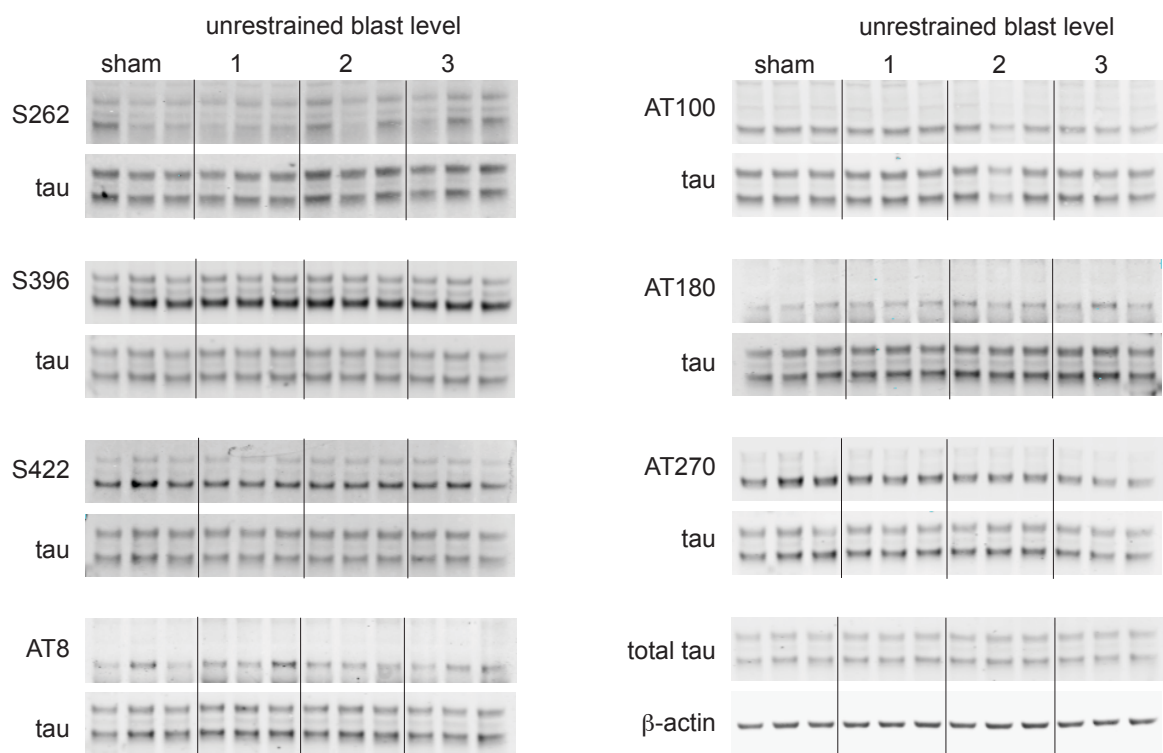 unrestrained blast level
sham 1 2 3
S262
tau
S396
tau
S422
tau
AT8
tau
unrestrained blast level
sham 1 2 3
AT100
tau
AT180
tau
AT270
tau
total tau
β-actin